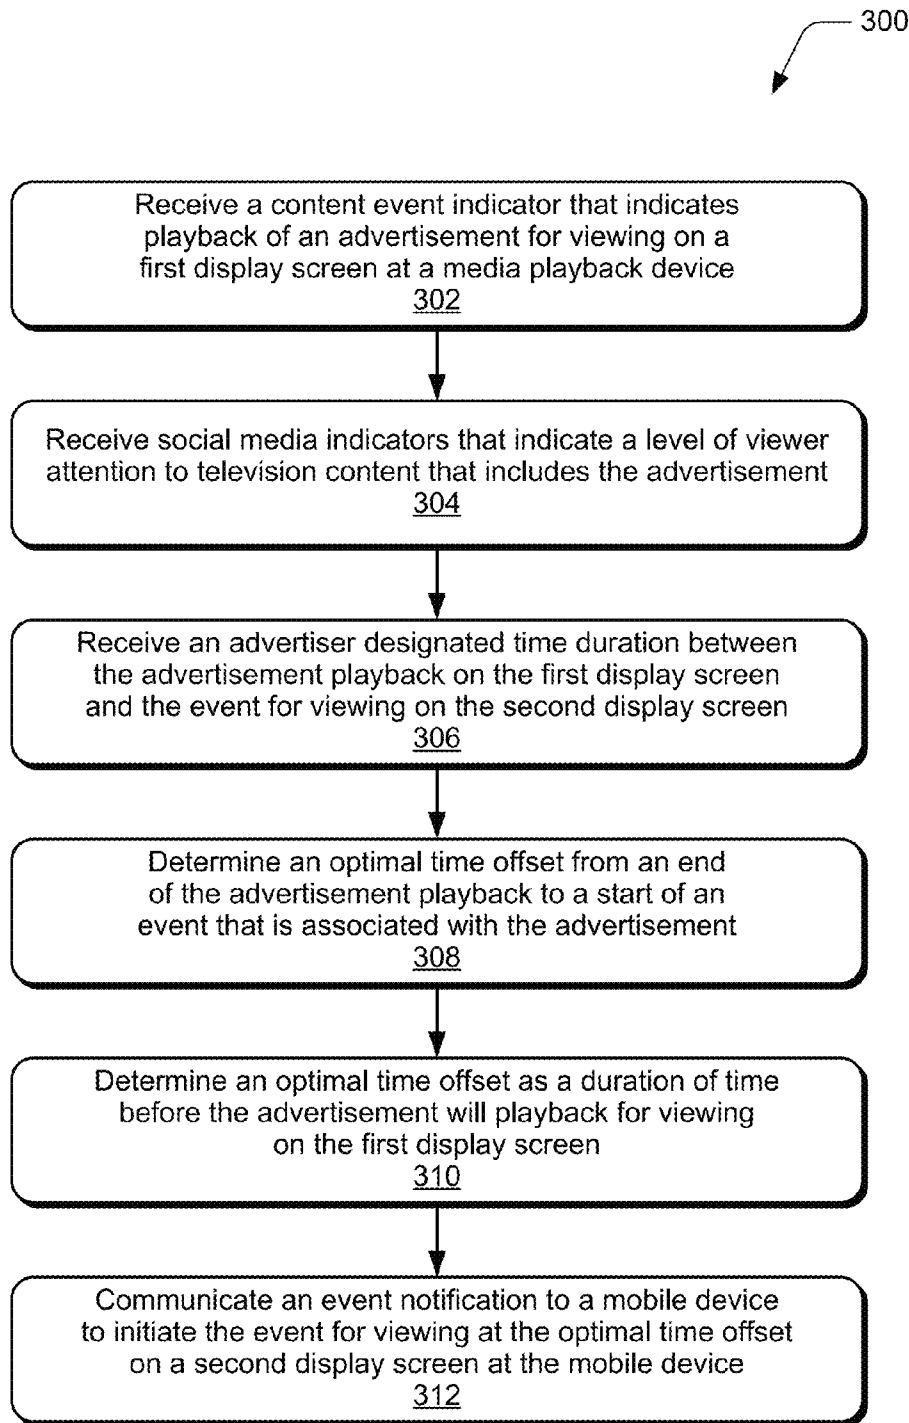 300
Receive a content event indicator that indicates
playback of an advertisement for viewing on a
first display screen at a media playback device
302
Receive social media indicators that indicate a level of viewer
attention to television content that includes the advertisement
304
Receive an advertiser designated time duration between
the advertisement playback on the first display screen
and the event for viewing on the second display screen
306
Determine an optimal time offset from an end
of the advertisement playback to a start of an
event that is associated with the advertisement
308
Determine an optimal time offset as a duration of time
before the advertisement will playback for viewing
on the first display screen
310
Communicate an event notification to a mobile device
to initiate the event for viewing at the optimal time offset
on a second display screen at the mobile device
312